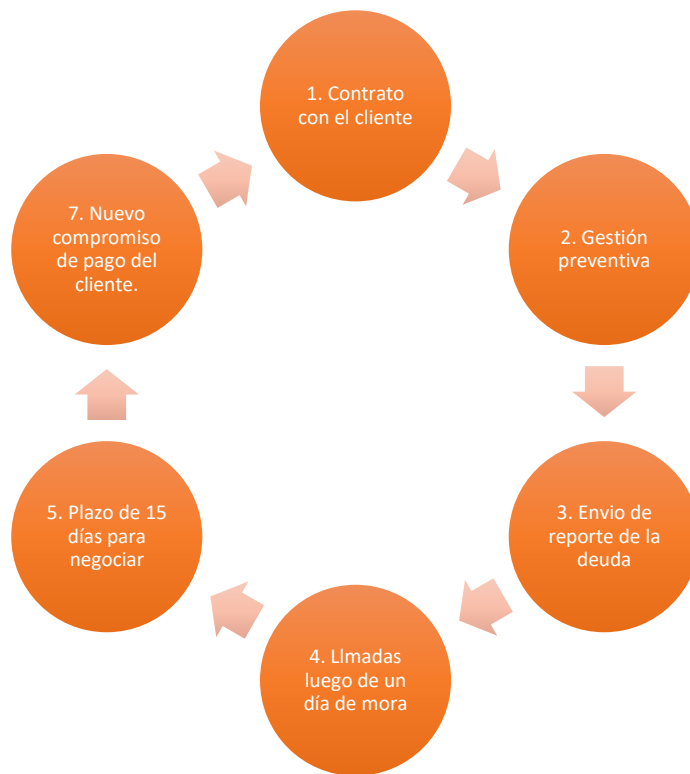 1. Contrato
con el cliente
2. Gestión
preventiva
3. Envio de
reporte de la
deuda
4. Llmadas
luego de un
día de mora
5. Plazo de 15
días para
negociar
7. Nuevo
compromiso
de pago del
cliente.